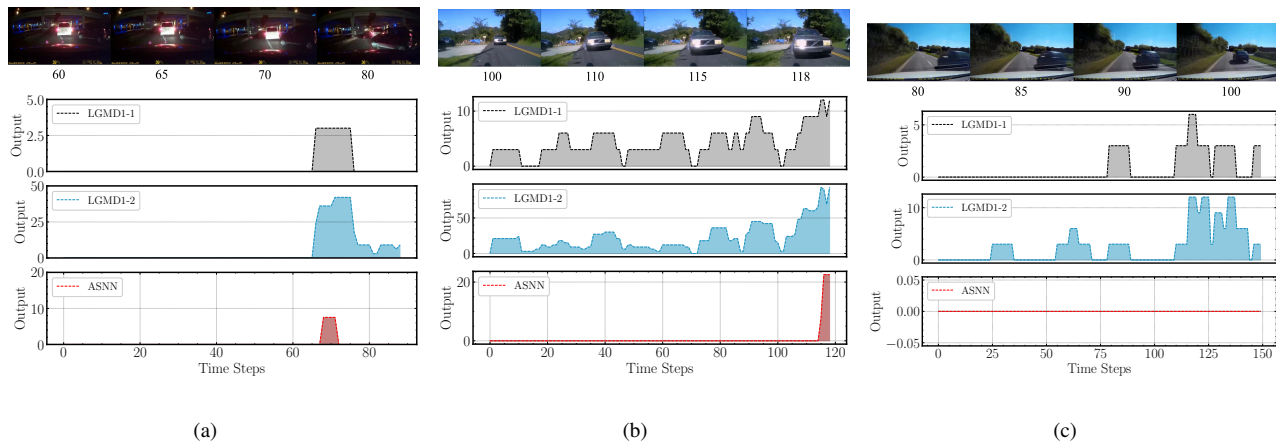 60 65 70 80
5.0
2.5
0.0
Output
LGMD1-1
50
25
0
Output
LGMD1-2
20
10
0
Output
ASNN
0 20 40 60 80
Time Steps
(a)
100 110 115 118
10
0
Output
LGMD1-1
50
0
Output
LGMD1-2
20
0
Output
ASNN
0 20 40 60 80 100 120
Time Steps
(b)
80 85 90 100
5
0
Output
LGMD1-1
10
5
0
Output
LGMD1-2
0.05
0.00
−0.05
Output
ASNN
0 25 50 75 100 125 150
Time Steps
(c)